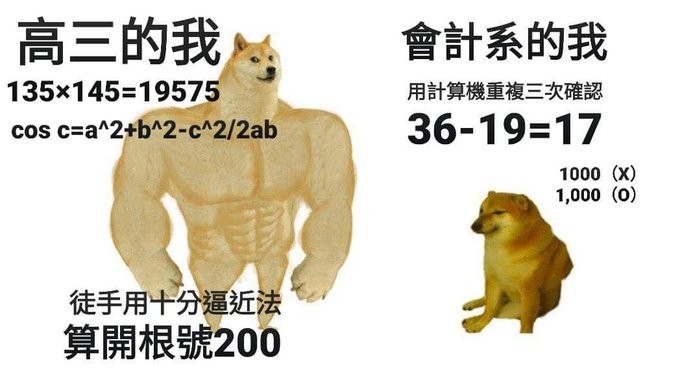 高三的我
135×145=19575
cos c=a^2+b^2-c^2/2ab
徒手用十分逼近法
算開根號200
會計系的我
用計算機重複三次確認
36-19=17
1000（X）
1,000（O）